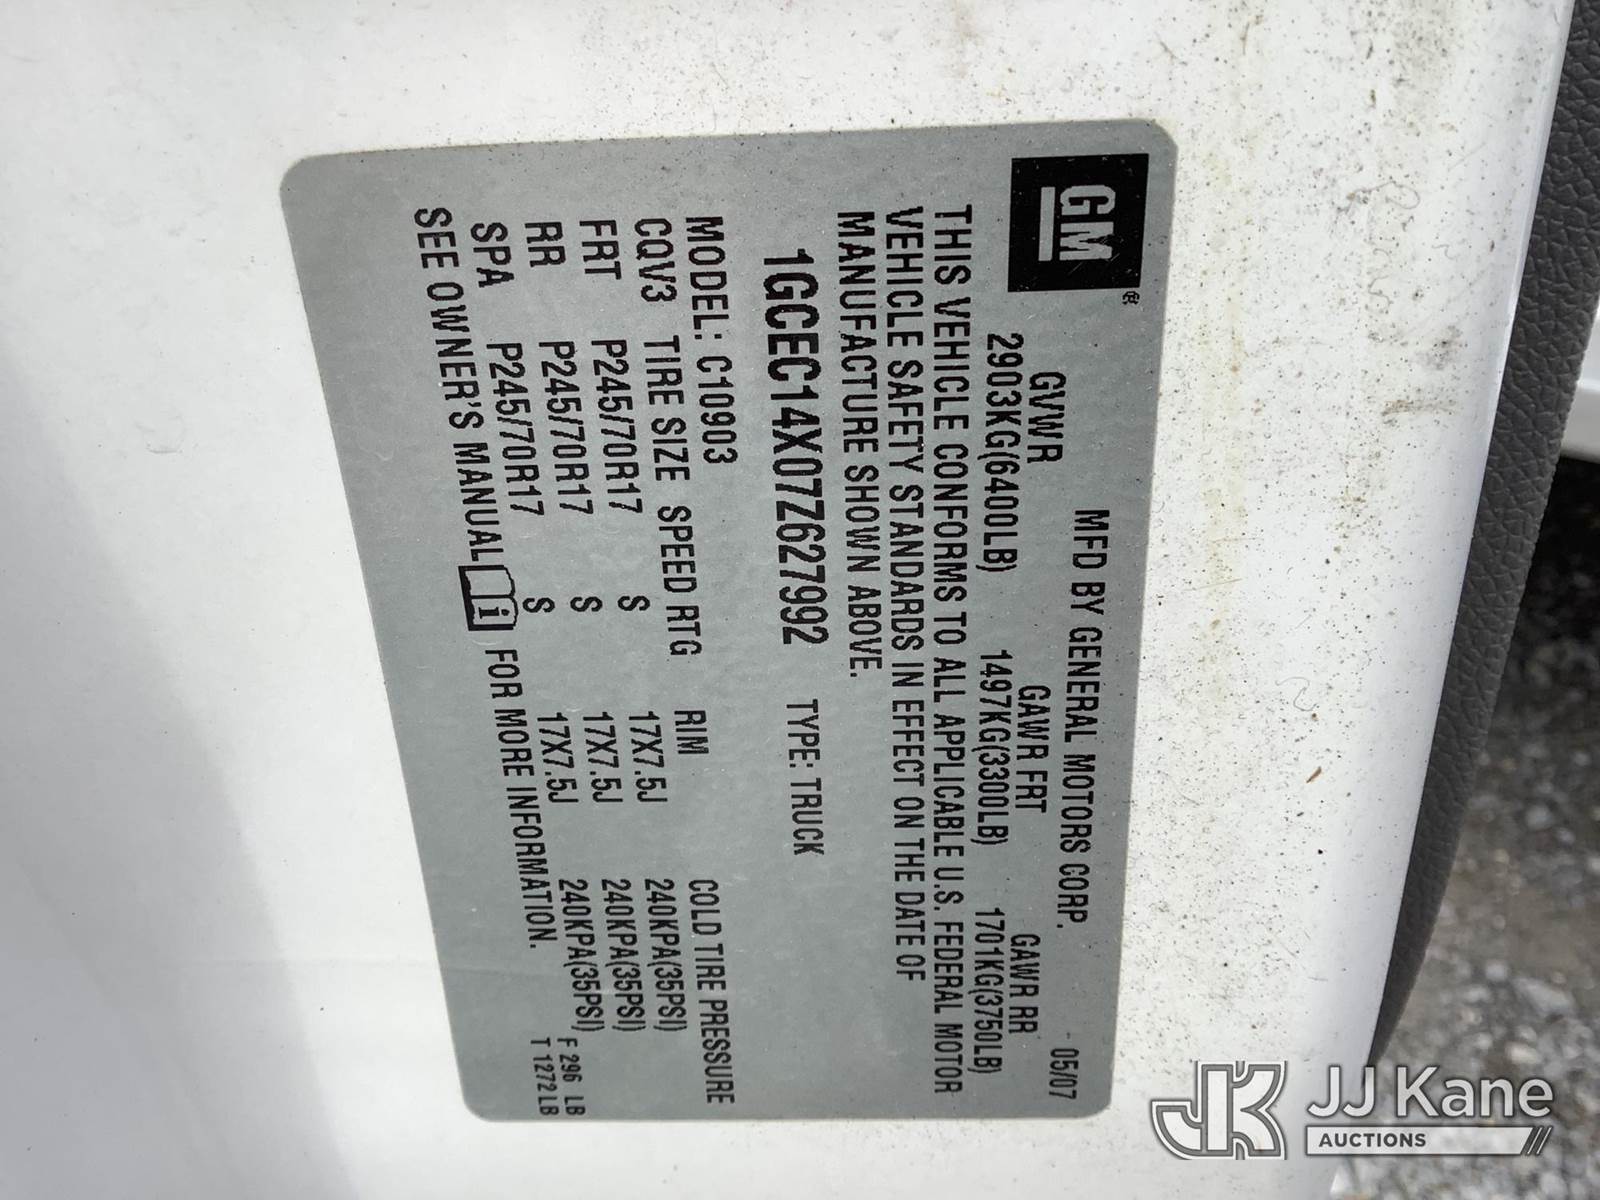 GM®
MFD BY GENERAL MOTORS CORP. 05/07
GVWR GAWR FRT GAWR RR
2903KG(6400LB) 1497KG(3300LB) 1701KG(3750LB)
THIS VEHICLE CONFORMS TO ALL APPLICABLE U.S. FEDERAL MOTOR
VEHICLE SAFETY STANDARDS IN EFFECT ON THE DATE OF
MANUFACTURE SHOWN ABOVE.
1GCEC14X07Z627992 TYPE: TRUCK
MODEL: C10903
CQV3 TIRE SIZE SPEED RTG RIM COLD TIRE PRESSURE
FRT P245/70R17 S 17X7.5J 240KPA(35PSI)
RR P245/70R17 S 17X7.5J 240KPA(35PSI)
SPA P245/70R17 S 17X7.5J 240KPA(35PSI)
SEE OWNER'S MANUAL i FOR MORE INFORMATION.
F 296 LB
T 1272 LB
JK JJ Kane
AUCTIONS